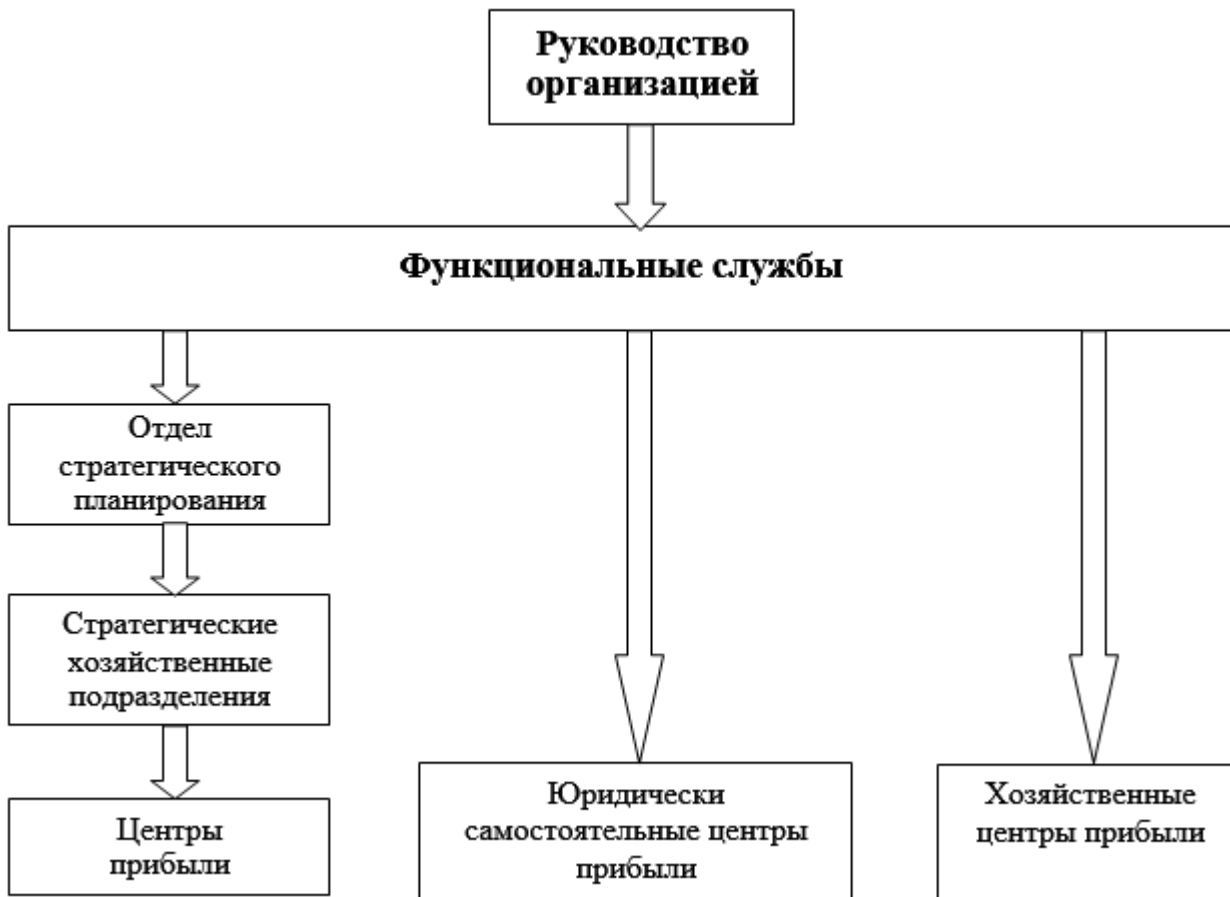 Руководство
организацией
Функциональные службы
Отдел
стратегического
планирования
Стратегические
хозяйственные
подразделения
Центры
прибыли
Юридически
самостоятельные центры
прибыли
Хозяйственные
центры прибыли